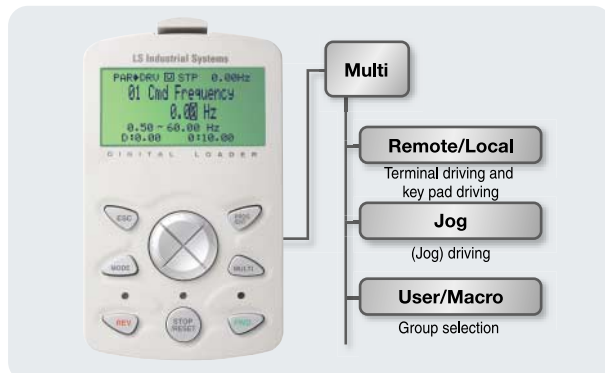 LS Industrial Systems
PAR➧DRV U STP 0.00Hz
01 Cmd Frequency
0.00 Hz
0.50 ~ 60.00 Hz
D:0.00 0:10.00
DIGITAL LOADER
ESC
PROG
/ENT
MODE
MULTI
REV
STOP
/RESET
FWD
Multi
Remote/Local
Terminal driving and
key pad driving
Jog
(Jog) driving
User/Macro
Group selection